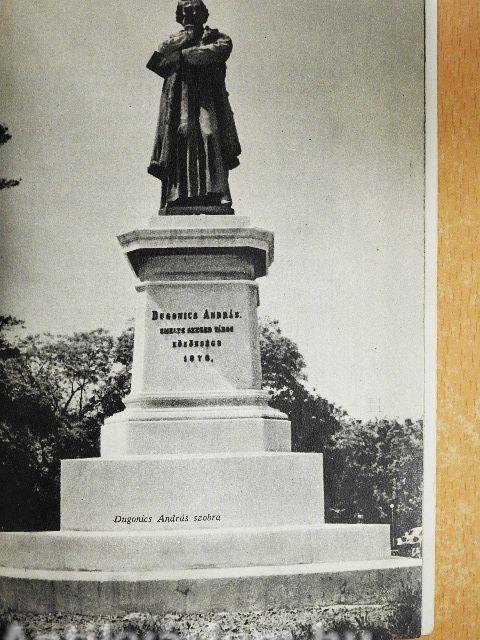 DUGONICS ANDRÁS.
EMELTE SZEGED VÁROS
KÖZÖNSÉGE
1876.
Dugonics András szobra